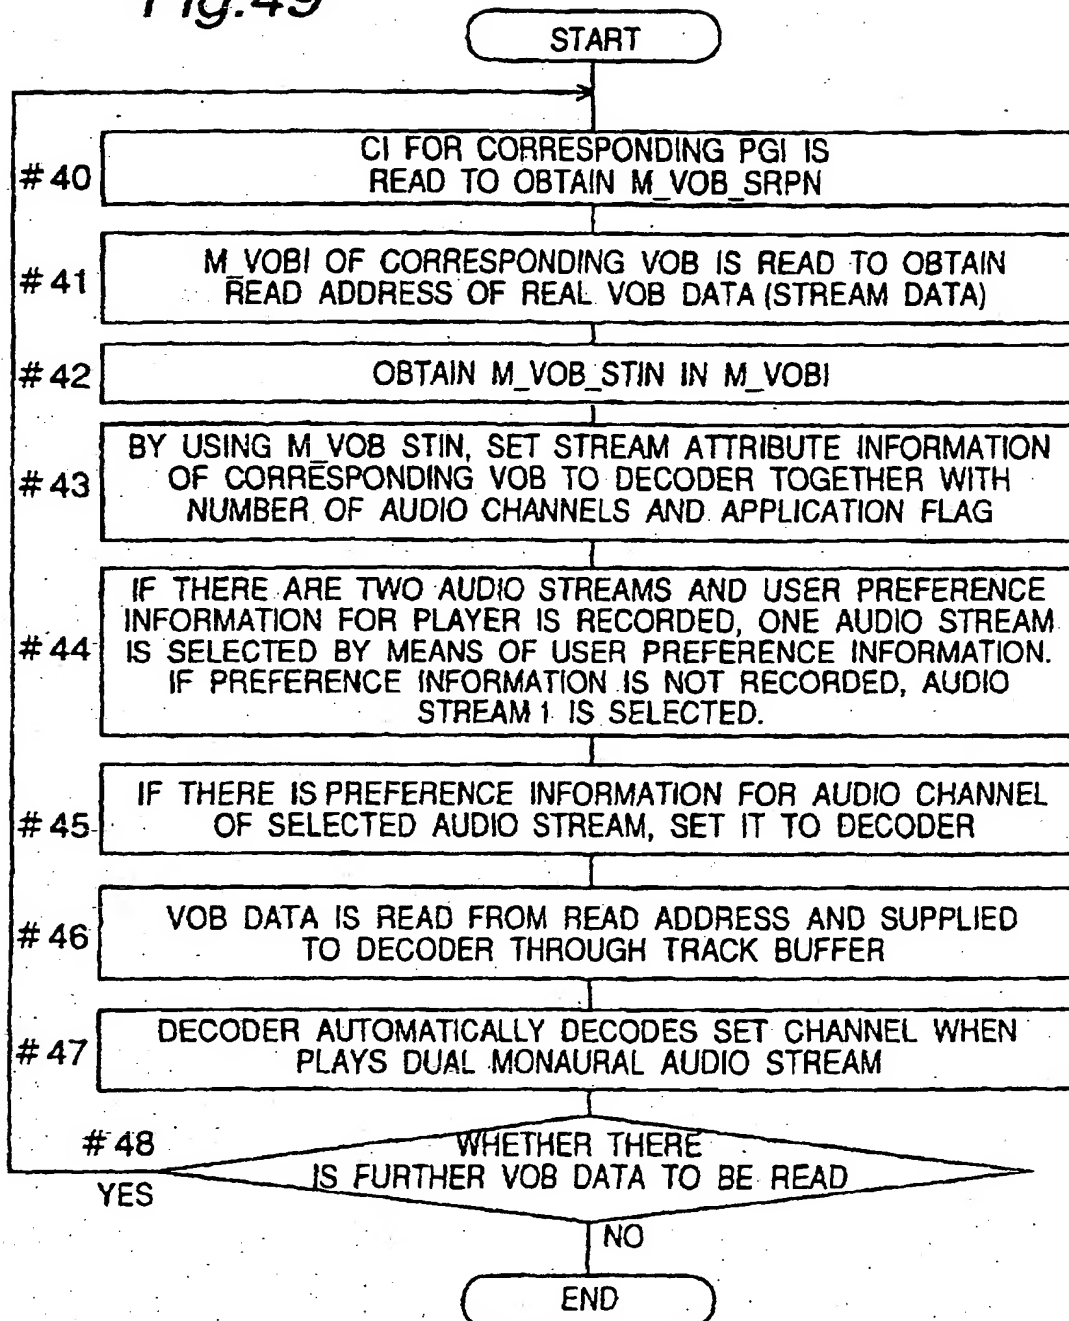 Fig.49
START
#40
CI FOR CORRESPONDING PGI IS
READ TO OBTAIN M_VOB_SRPN
#41
M_VOBI OF CORRESPONDING VOB IS READ TO OBTAIN
READ ADDRESS OF REAL VOB DATA (STREAM DATA)
#42
OBTAIN M_VOB_STIN IN M_VOBI
#43
BY USING M_VOB STIN, SET STREAM ATTRIBUTE INFORMATION
OF CORRESPONDING VOB TO DECODER TOGETHER WITH
NUMBER OF AUDIO CHANNELS AND APPLICATION FLAG
#44
IF THERE ARE TWO AUDIO STREAMS AND USER PREFERENCE
INFORMATION FOR PLAYER IS RECORDED, ONE AUDIO STREAM
IS SELECTED BY MEANS OF USER PREFERENCE INFORMATION.
IF PREFERENCE INFORMATION IS NOT RECORDED, AUDIO
STREAM 1 IS SELECTED.
#45
IF THERE IS PREFERENCE INFORMATION FOR AUDIO CHANNEL
OF SELECTED AUDIO STREAM, SET IT TO DECODER
#46
VOB DATA IS READ FROM READ ADDRESS AND SUPPLIED
TO DECODER THROUGH TRACK BUFFER
#47
DECODER AUTOMATICALLY DECODES SET CHANNEL WHEN
PLAYS DUAL MONAURAL AUDIO STREAM
#48
WHETHER THERE
IS FURTHER VOB DATA TO BE READ
YES
NO
END